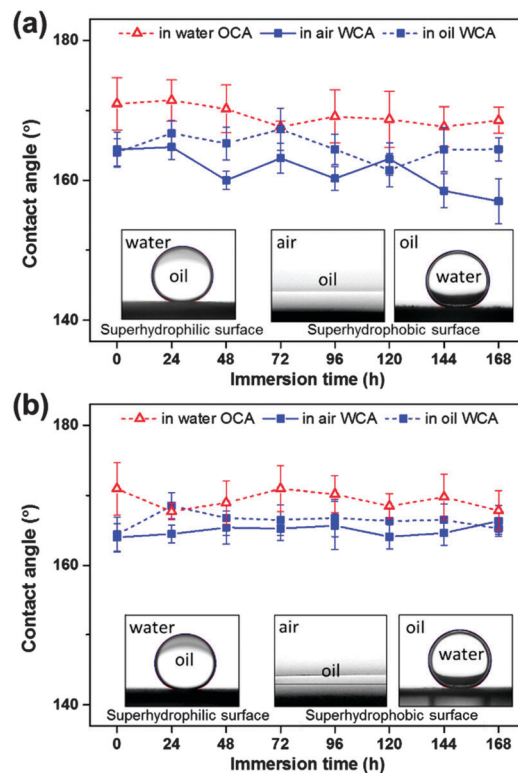 (a)
in water OCA in air WCA in oil WCA
180
160
140
Contact angle (°)
water
oil
air
oil
oil
water
Superhydrophilic surface Superhydrophobic surface
0 24 48 72 96 120 144 168
Immersion time (h)
(b)
in water OCA in air WCA in oil WCA
180
160
140
Contact angle (°)
water
oil
air
oil
oil
water
Superhydrophilic surface Superhydrophobic surface
0 24 48 72 96 120 144 168
Immersion time (h)